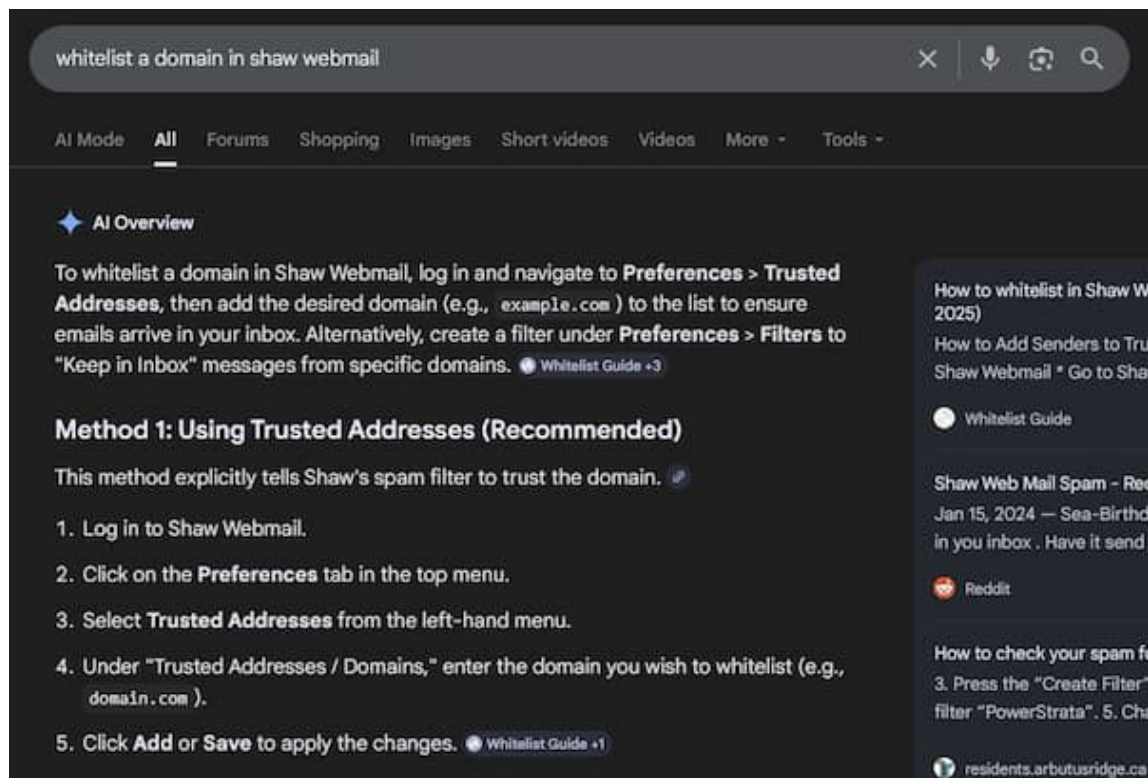 whitelist a domain in shaw webmail
AI Mode All Forums Shopping Images Short videos Videos More Tools
AI Overview
To whitelist a domain in Shaw Webmail, log in and navigate to Preferences > Trusted
Addresses, then add the desired domain (e.g., example.com ) to the list to ensure
emails arrive in your inbox. Alternatively, create a filter under Preferences > Filters to
"Keep in Inbox" messages from specific domains. Whitelist Guide +3
Method 1: Using Trusted Addresses (Recommended)
This method explicitly tells Shaw's spam filter to trust the domain.
1. Log in to Shaw Webmail.
2. Click on the Preferences tab in the top menu.
3. Select Trusted Addresses from the left-hand menu.
4. Under "Trusted Addresses / Domains," enter the domain you wish to whitelist (e.g.,
domain.com ).
5. Click Add or Save to apply the changes. Whitelist Guide +1
How to whitelist in Shaw W
2025)
How to Add Senders to Tru
Shaw Webmail * Go to Sha
Whitelist Guide
Shaw Web Mail Spam - Rec
Jan 15, 2024 — Sea-Birthd
in you inbox . Have it send
Reddit
How to check your spam fo
3. Press the "Create Filter"
filter "PowerStrata". 5. Cha
residents.arbutusridge.ca